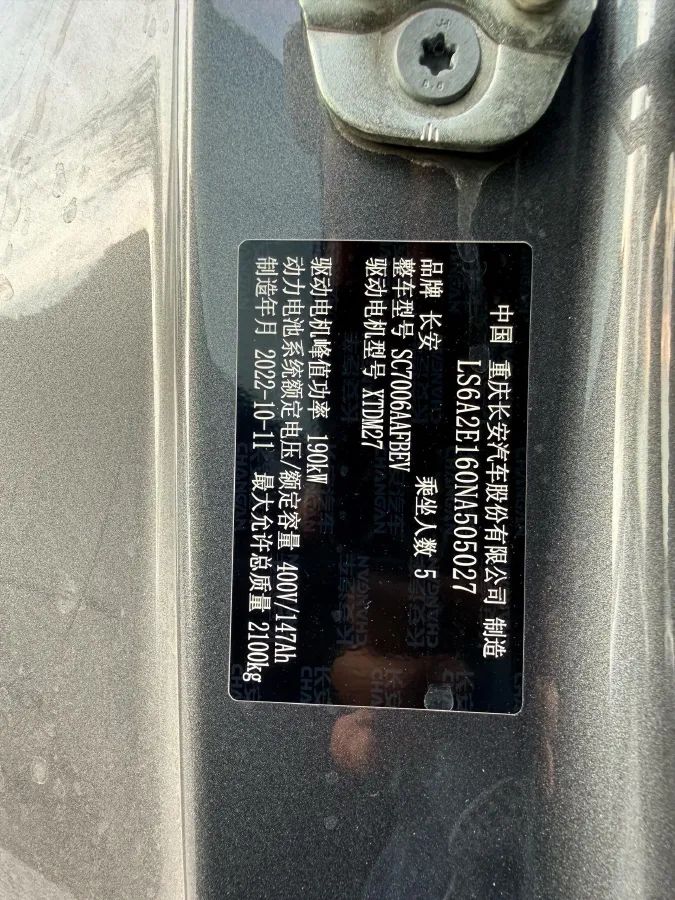 中国 重庆长安汽车股份有限公司 制造
LS6A2E160NA505027
品牌 长安 乘坐人数 5
整车型号 SC7006AAFBEV
驱动电机型号 XTDM27
驱动电机峰值功率 190kW
动力电池系统额定电压/额定容量 400V/147Ah
制造年月 2022-10-11 最大允许总质量 2100kg
长安
CHANGAN